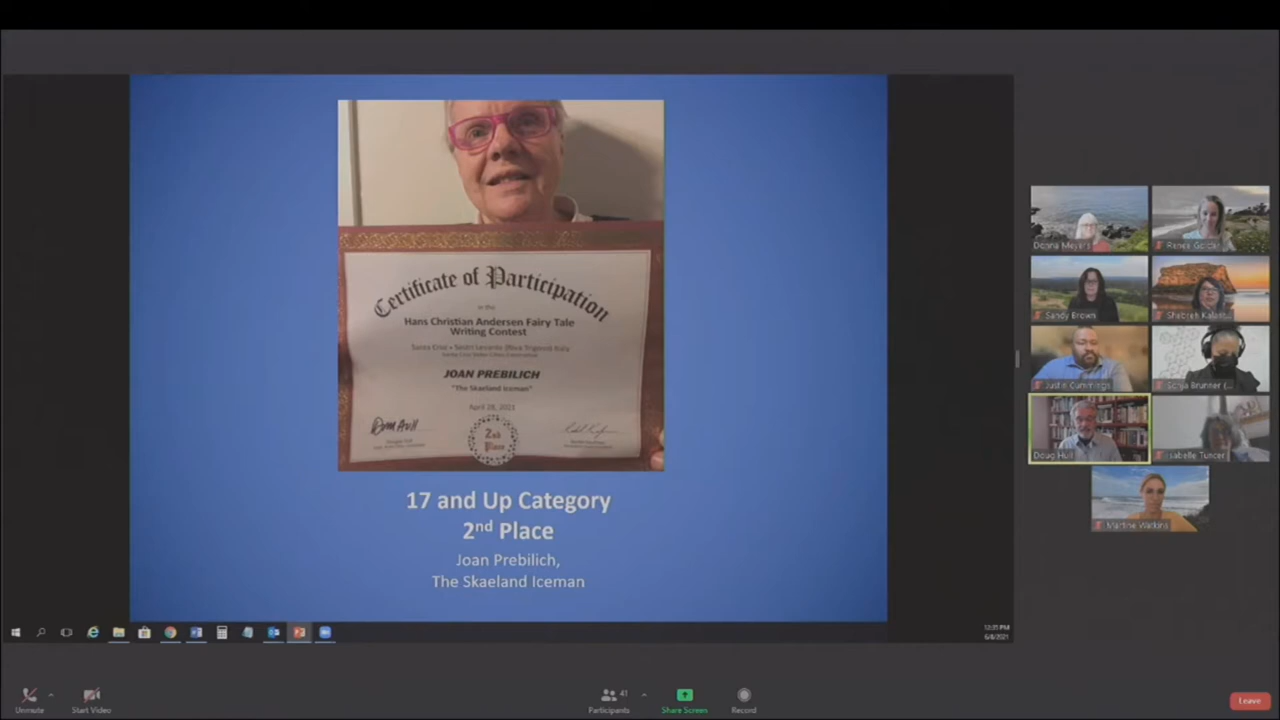 Certificate of Participation
in the
Hans Christian Andersen Fairy Tale
Writing Contest
JOAN PREBILICH
"The Skaeland Iceman"
April 28, 2021
2nd
Place
17 and Up Category
2nd Place
Joan Prebilich,
The Skaeland Iceman
Donna Meyers
Renee Golder
Sandy Brown
Justin Cummings
Sonja Brunner (...
Doug Hull
Isabelle Tuncer
Martine Watkins
6/8/2021
Unmute
Start Video
Participants
41
Share Screen
Record
Leave